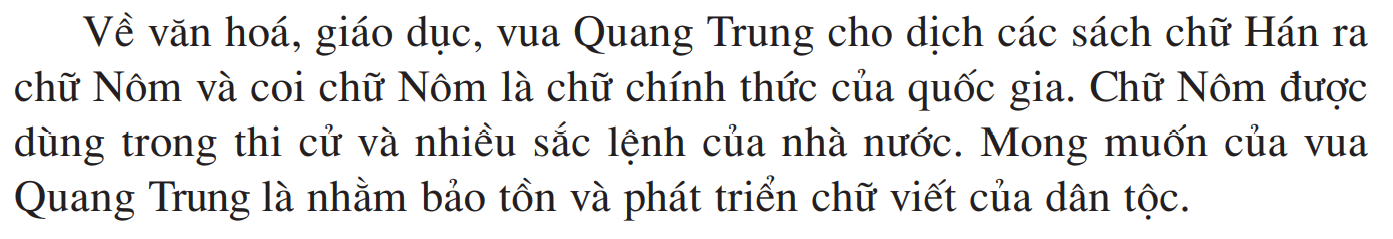 Về văn hoá, giáo dục, vua Quang Trung cho dịch các sách chữ Hán ra
chữ Nôm và coi chữ Nôm là chữ chính thức của quốc gia. Chữ Nôm được
dùng trong thi cử và nhiều sắc lệnh của nhà nước. Mong muốn của vua
Quang Trung là nhằm bảo tồn và phát triển chữ viết của dân tộc.